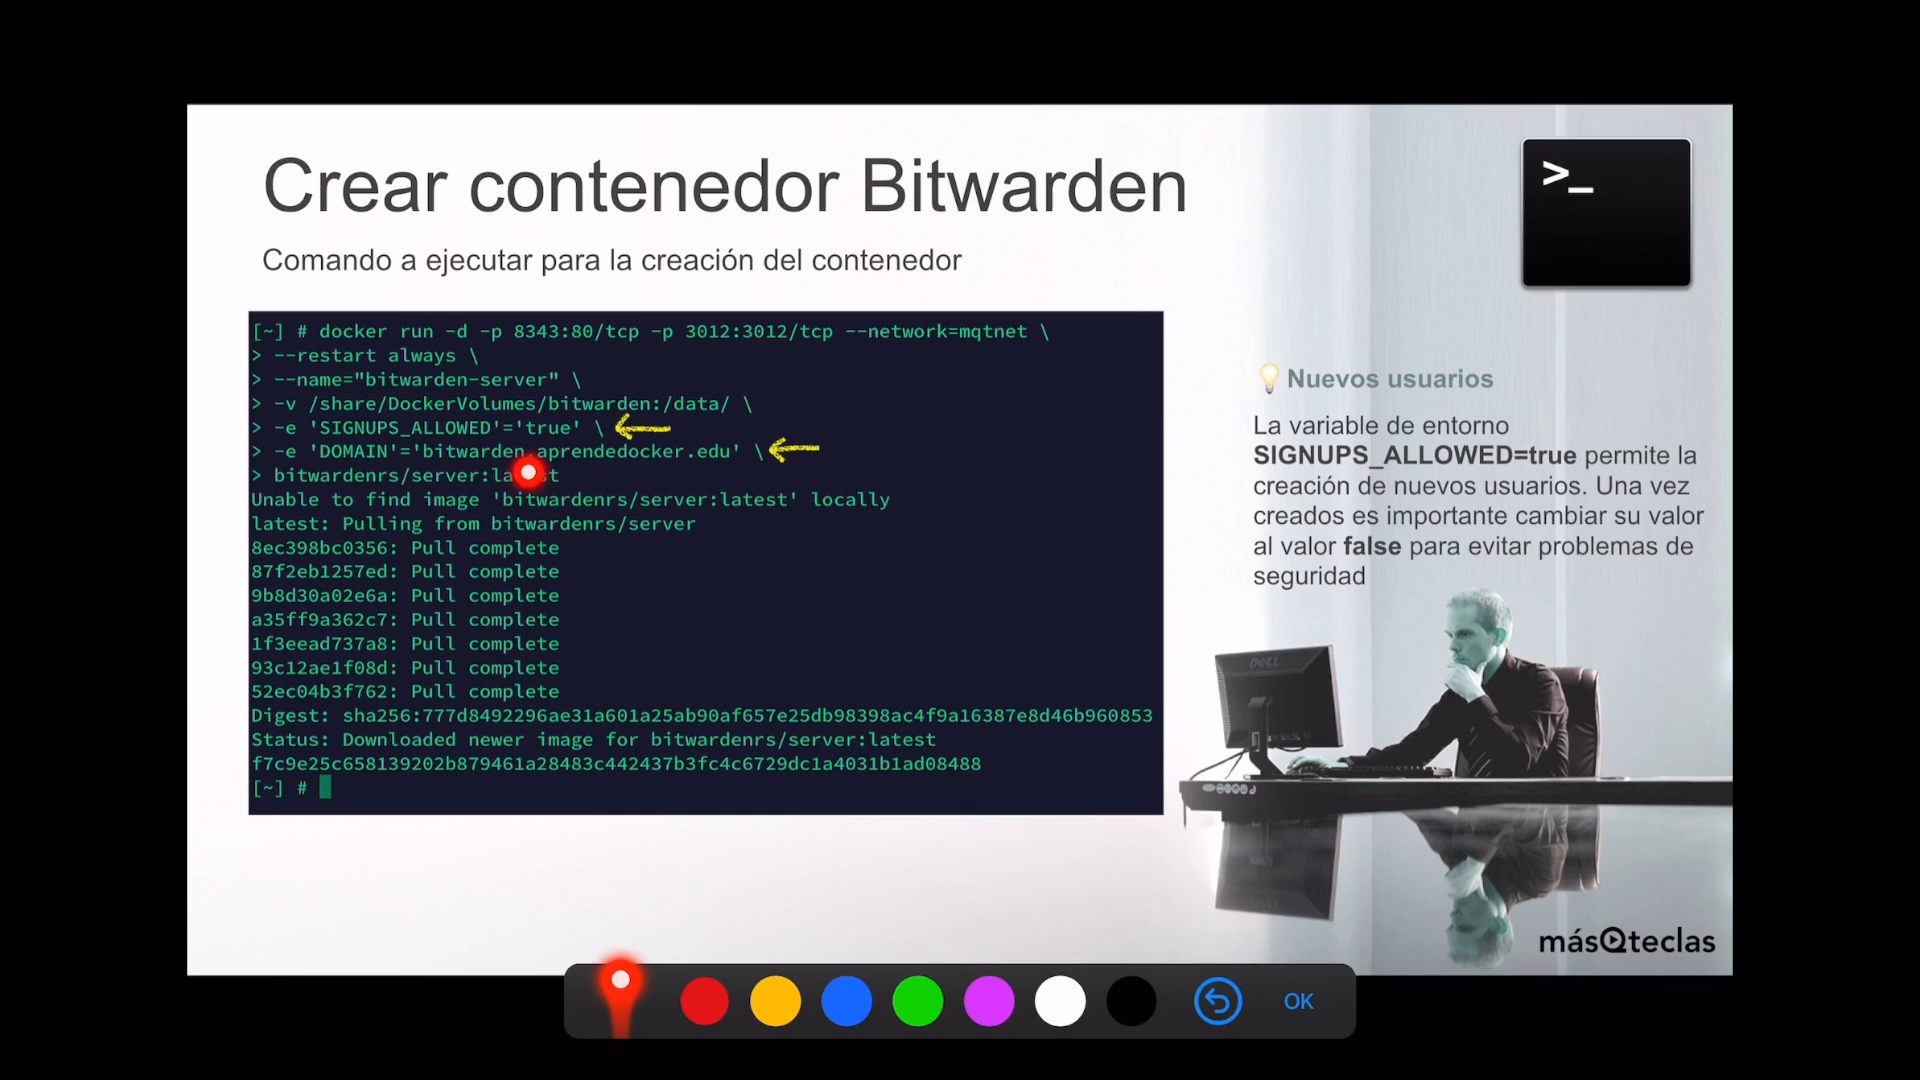 Crear contenedor Bitwarden
Comando a ejecutar para la creación del contenedor
>_
[~] # docker run -d -p 8343:80/tcp -p 3012:3012/tcp --network=mqtnet \
> --restart always \
> --name="bitwarden-server" \
> -v /share/DockerVolumes/bitwarden:/data/ \
> -e 'SIGNUPS_ALLOWED'='true' \
> -e 'DOMAIN'='bitwarden.aprendedocker.edu' \
> bitwardenrs/server:latest
Unable to find image 'bitwardenrs/server:latest' locally
latest: Pulling from bitwardenrs/server
8ec398bc0356: Pull complete
87f2eb1257ed: Pull complete
9b8d30a02e6a: Pull complete
a35ff9a362c7: Pull complete
1f3eead737a8: Pull complete
93c12ae1f08d: Pull complete
52ec04b3f762: Pull complete
Digest: sha256:777d8492296ae31a601a25ab90af657e25db98398ac4f9a16387e8d46b960853
Status: Downloaded newer image for bitwardenrs/server:latest
f7c9e25c658139202b879461a28483c442437b3fc4c6729dc1a4031b1ad08488
[~] #
Nuevos usuarios
La variable de entorno
SIGNUPS_ALLOWED=true permite la
creación de nuevos usuarios. Una vez
creados es importante cambiar su valor
al valor false para evitar problemas de
seguridad
DELL
másQteclas
OK